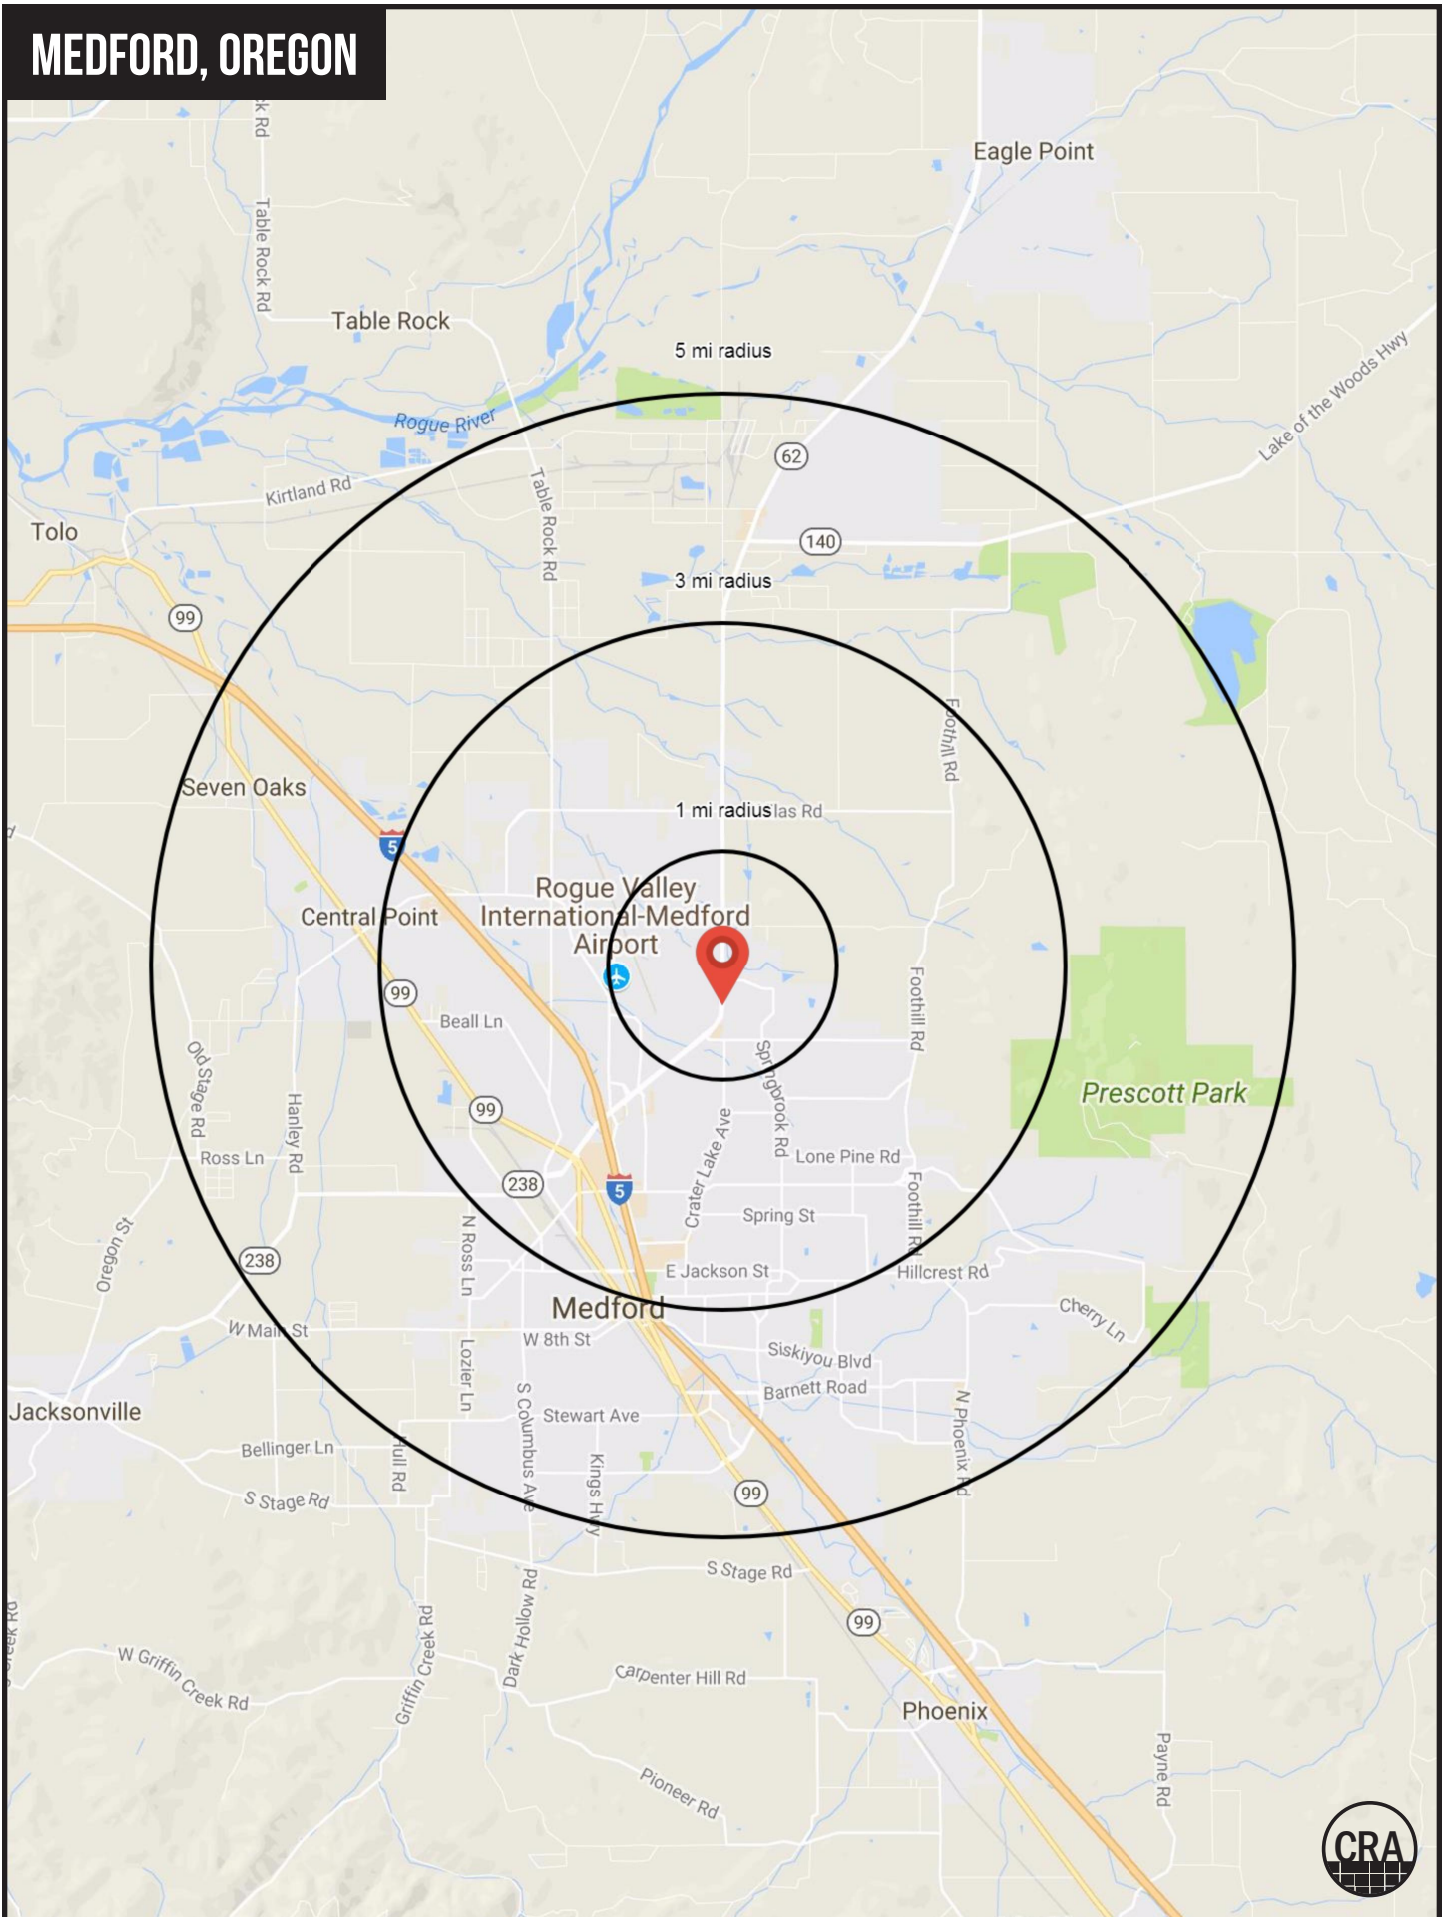 MEDFORD, OREGON
k Rd
Eagle Point
Table Rock Rd
Table Rock
5 mi radius
Lake of the Woods Hwy
Rogue River
62
Kirtland Rd
Table Rock Rd
Tolo
140
3 mi radius
99
Foothill Rd
Seven Oaks
1 mi radius
las Rd
d
5
Rogue Valley
International-Medford
Airport
Central Point
99
Foothill Rd
Beall Ln
Old Stage Rd
Springbrook Rd
Prescott Park
Hanley Rd
99
Crater Lake Ave
Ross Ln
Lone Pine Rd
238
5
Foothill Rd
Spring St
Oregon St
N Ross Ln
238
E Jackson St
Hillcrest Rd
Medford
Cherry Ln
W Main St
W 8th St
Siskiyou Blvd
Lozier Ln
Barnett Road
Jacksonville
S Columbus Ave
Stewart Ave
N Phoenix Rd
Bellinger Ln
Hull Rd
Kings Hwy
S Stage Rd
99
S Stage Rd
Dark Hollow Rd
99
Creek Rd
Griffin Creek Rd
W Griffin Creek Rd
Carpenter Hill Rd
Phoenix
Payne Rd
Pioneer Rd
CRA